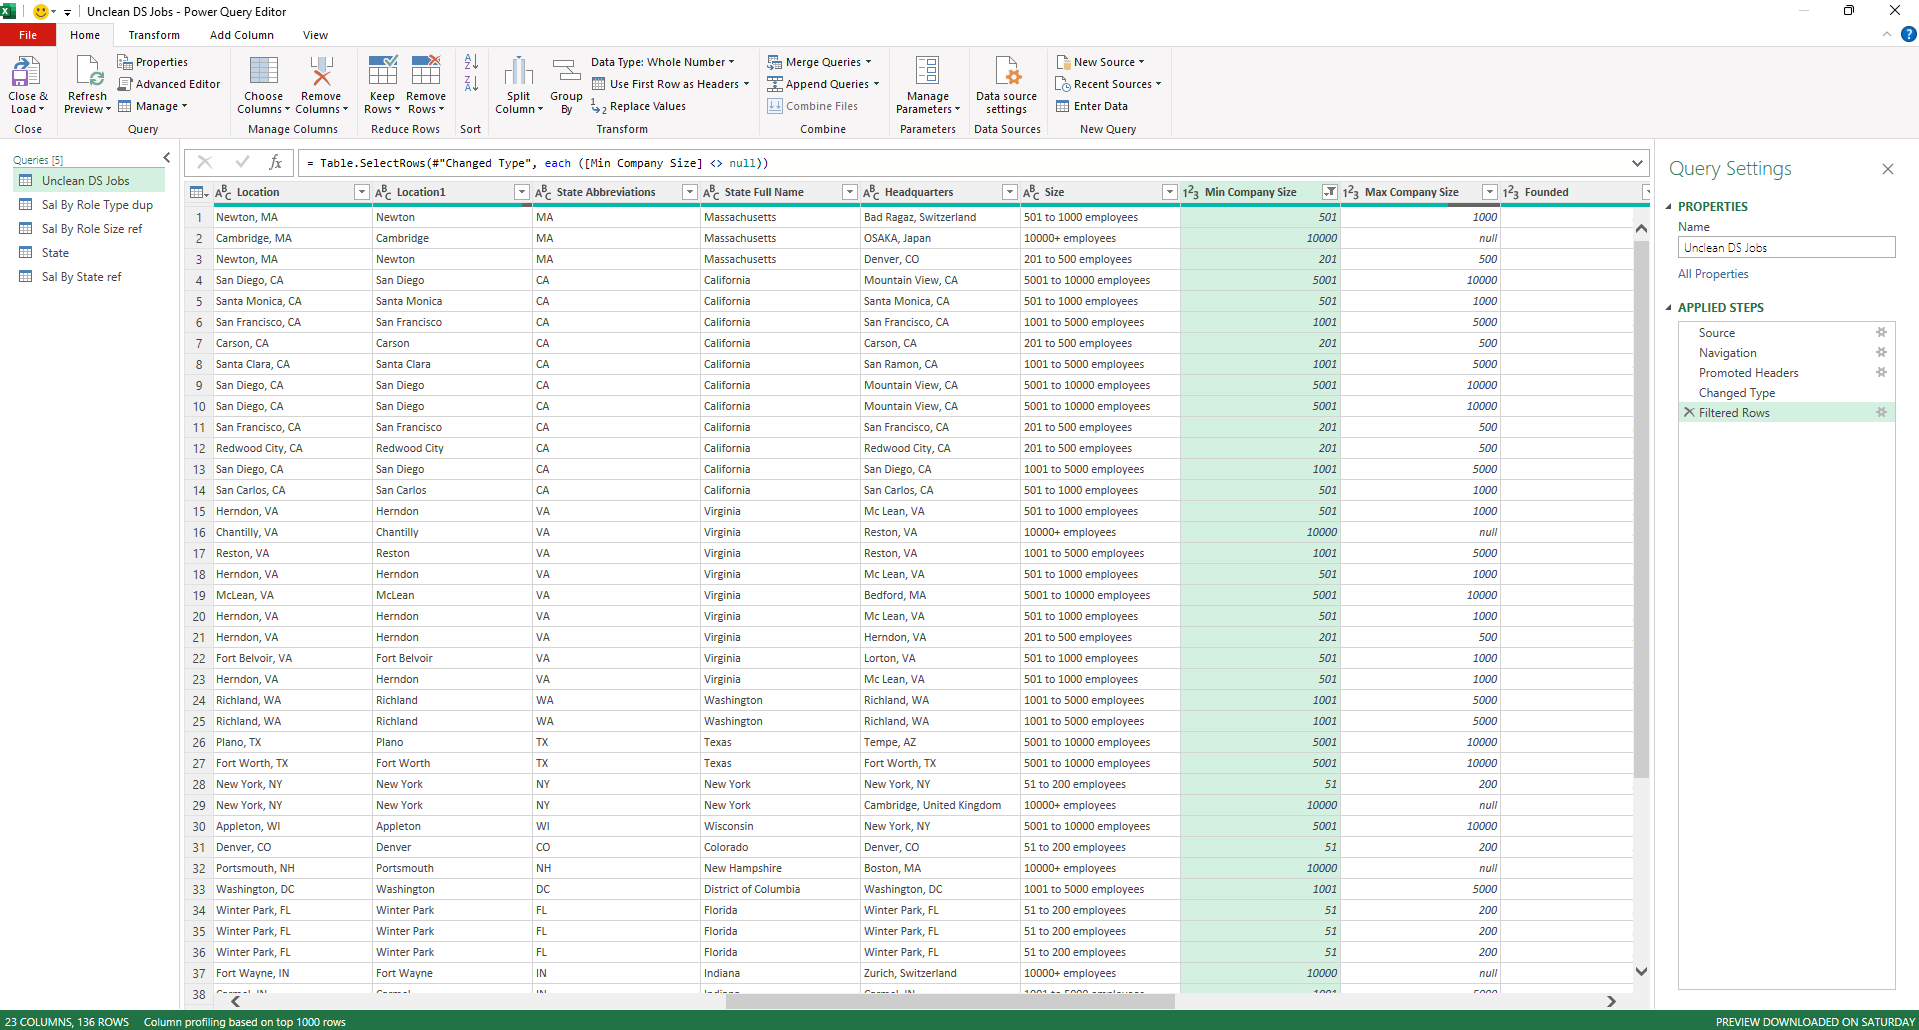 Unclean DS Jobs - Power Query Editor
File Home Transform Add Column View
Close & Load
Close
Refresh Preview
Properties
Advanced Editor
Manage
Query
Choose Columns
Remove Columns
Manage Columns
Keep Rows
Remove Rows
Reduce Rows
Sort
Split Column
Group By
Data Type: Whole Number
Use First Row as Headers
Replace Values
Transform
Merge Queries
Append Queries
Combine Files
Combine
Manage Parameters
Parameters
Data source settings
Data Sources
New Source
Recent Sources
Enter Data
New Query
Queries [5]
Unclean DS Jobs
Sal By Role Type dup
Sal By Role Size ref
State
Sal By State ref
fx = Table.SelectRows(#"Changed Type", each ([Min Company Size] <> null))
Location Location1 State Abbreviations State Full Name Headquarters Size Min Company Size Max Company Size Founded
1 Newton, MA Newton MA Massachusetts Bad Ragaz, Switzerland 501 to 1000 employees 501 1000
2 Cambridge, MA Cambridge MA Massachusetts OSAKA, Japan 10000+ employees 10000 null
3 Newton, MA Newton MA Massachusetts Denver, CO 201 to 500 employees 201 500
4 San Diego, CA San Diego CA California Mountain View, CA 5001 to 10000 employees 5001 10000
5 Santa Monica, CA Santa Monica CA California Santa Monica, CA 501 to 1000 employees 501 1000
6 San Francisco, CA San Francisco CA California San Francisco, CA 1001 to 5000 employees 1001 5000
7 Carson, CA Carson CA California Carson, CA 201 to 500 employees 201 500
8 Santa Clara, CA Santa Clara CA California San Ramon, CA 1001 to 5000 employees 1001 5000
9 San Diego, CA San Diego CA California Mountain View, CA 5001 to 10000 employees 5001 10000
10 San Diego, CA San Diego CA California Mountain View, CA 5001 to 10000 employees 5001 10000
11 San Francisco, CA San Francisco CA California San Francisco, CA 201 to 500 employees 201 500
12 Redwood City, CA Redwood City CA California Redwood City, CA 201 to 500 employees 201 500
13 San Diego, CA San Diego CA California San Diego, CA 1001 to 5000 employees 1001 5000
14 San Carlos, CA San Carlos CA California San Carlos, CA 501 to 1000 employees 501 1000
15 Herndon, VA Herndon VA Virginia Mc Lean, VA 501 to 1000 employees 501 1000
16 Chantilly, VA Chantilly VA Virginia Reston, VA 10000+ employees 10000 null
17 Reston, VA Reston VA Virginia Reston, VA 1001 to 5000 employees 1001 5000
18 Herndon, VA Herndon VA Virginia Mc Lean, VA 501 to 1000 employees 501 1000
19 McLean, VA McLean VA Virginia Bedford, MA 5001 to 10000 employees 5001 10000
20 Herndon, VA Herndon VA Virginia Mc Lean, VA 501 to 1000 employees 501 1000
21 Herndon, VA Herndon VA Virginia Herndon, VA 201 to 500 employees 201 500
22 Fort Belvoir, VA Fort Belvoir VA Virginia Lorton, VA 501 to 1000 employees 501 1000
23 Herndon, VA Herndon VA Virginia Mc Lean, VA 501 to 1000 employees 501 1000
24 Richland, WA Richland WA Washington Richland, WA 1001 to 5000 employees 1001 5000
25 Richland, WA Richland WA Washington Richland, WA 1001 to 5000 employees 1001 5000
26 Plano, TX Plano TX Texas Tempe, AZ 5001 to 10000 employees 5001 10000
27 Fort Worth, TX Fort Worth TX Texas Fort Worth, TX 5001 to 10000 employees 5001 10000
28 New York, NY New York NY New York New York, NY 51 to 200 employees 51 200
29 New York, NY New York NY New York Cambridge, United Kingdom 10000+ employees 10000 null
30 Appleton, WI Appleton WI Wisconsin New York, NY 5001 to 10000 employees 5001 10000
31 Denver, CO Denver CO Colorado Denver, CO 51 to 200 employees 51 200
32 Portsmouth, NH Portsmouth NH New Hampshire Boston, MA 10000+ employees 10000 null
33 Washington, DC Washington DC District of Columbia Washington, DC 1001 to 5000 employees 1001 5000
34 Winter Park, FL Winter Park FL Florida Winter Park, FL 51 to 200 employees 51 200
35 Winter Park, FL Winter Park FL Florida Winter Park, FL 51 to 200 employees 51 200
36 Winter Park, FL Winter Park FL Florida Winter Park, FL 51 to 200 employees 51 200
37 Fort Wayne, IN Fort Wayne IN Indiana Zurich, Switzerland 10000+ employees 10000 null
38
Query Settings
PROPERTIES
Name
Unclean DS Jobs
All Properties
APPLIED STEPS
Source
Navigation
Promoted Headers
Changed Type
Filtered Rows
23 COLUMNS, 136 ROWS Column profiling based on top 1000 rows PREVIEW DOWNLOADED ON SATURDAY